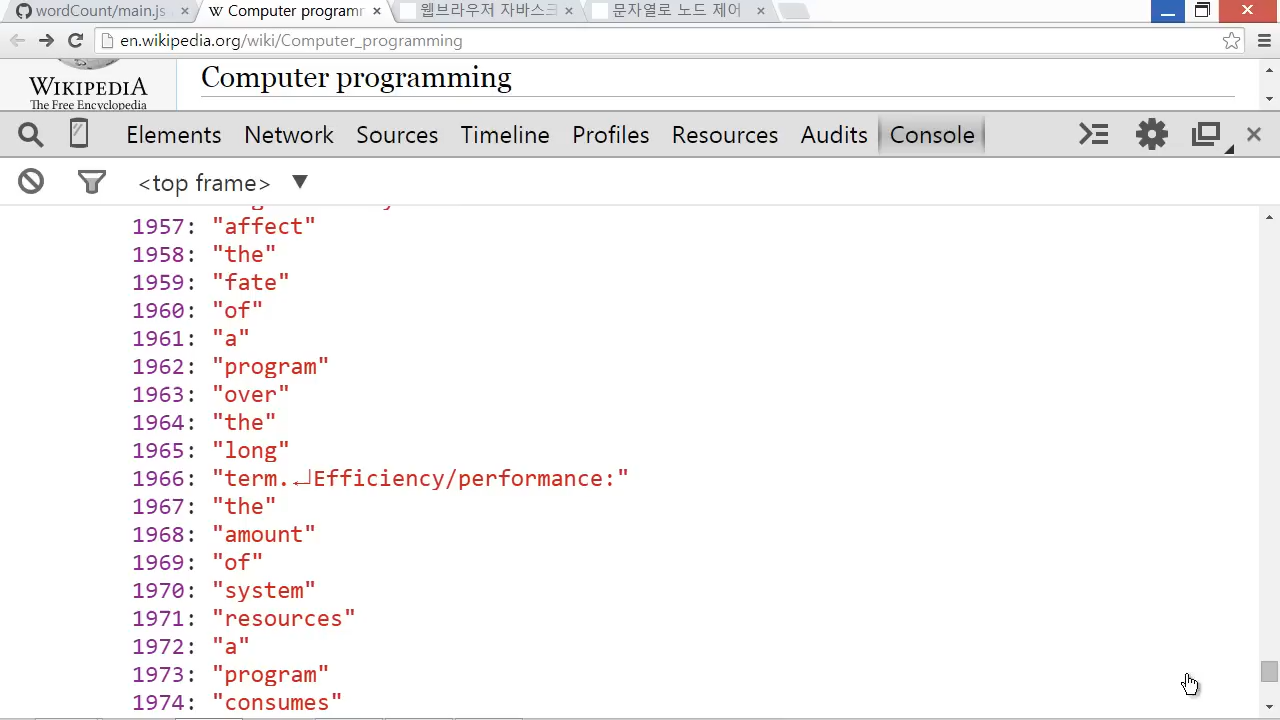 wordCount/main.js
W Computer programm
웹브라우저 자바스크
문자열로 노드 제어
en.wikipedia.org/wiki/Computer_programming
WIKIPEDIA
The Free Encyclopedia
Computer programming
Elements Network Sources Timeline Profiles Resources Audits Console
<top frame> ▼
1957: "affect"
1958: "the"
1959: "fate"
1960: "of"
1961: "a"
1962: "program"
1963: "over"
1964: "the"
1965: "long"
1966: "term.↵Efficiency/performance:"
1967: "the"
1968: "amount"
1969: "of"
1970: "system"
1971: "resources"
1972: "a"
1973: "program"
1974: "consumes"